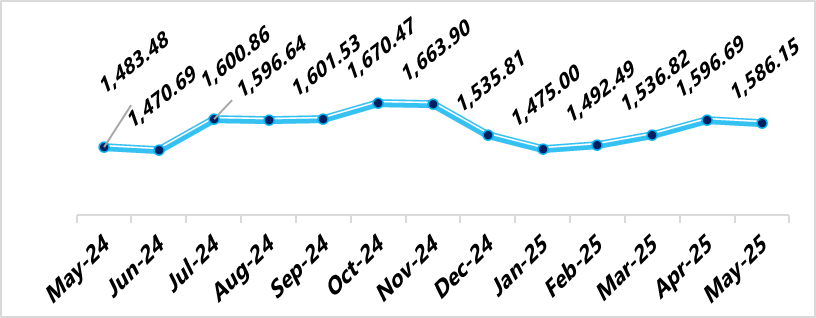 1,483.48
1,470.69
1,600.86
1,596.64
1,601.53
1,670.47
1,663.90
1,535.81
1,475.00
1,492.49
1,536.82
1,596.69
1,586.15
May-24
Jun-24
Jul-24
Aug-24
Sep-24
Oct-24
Nov-24
Dec-24
Jan-25
Feb-25
Mar-25
Apr-25
May-25